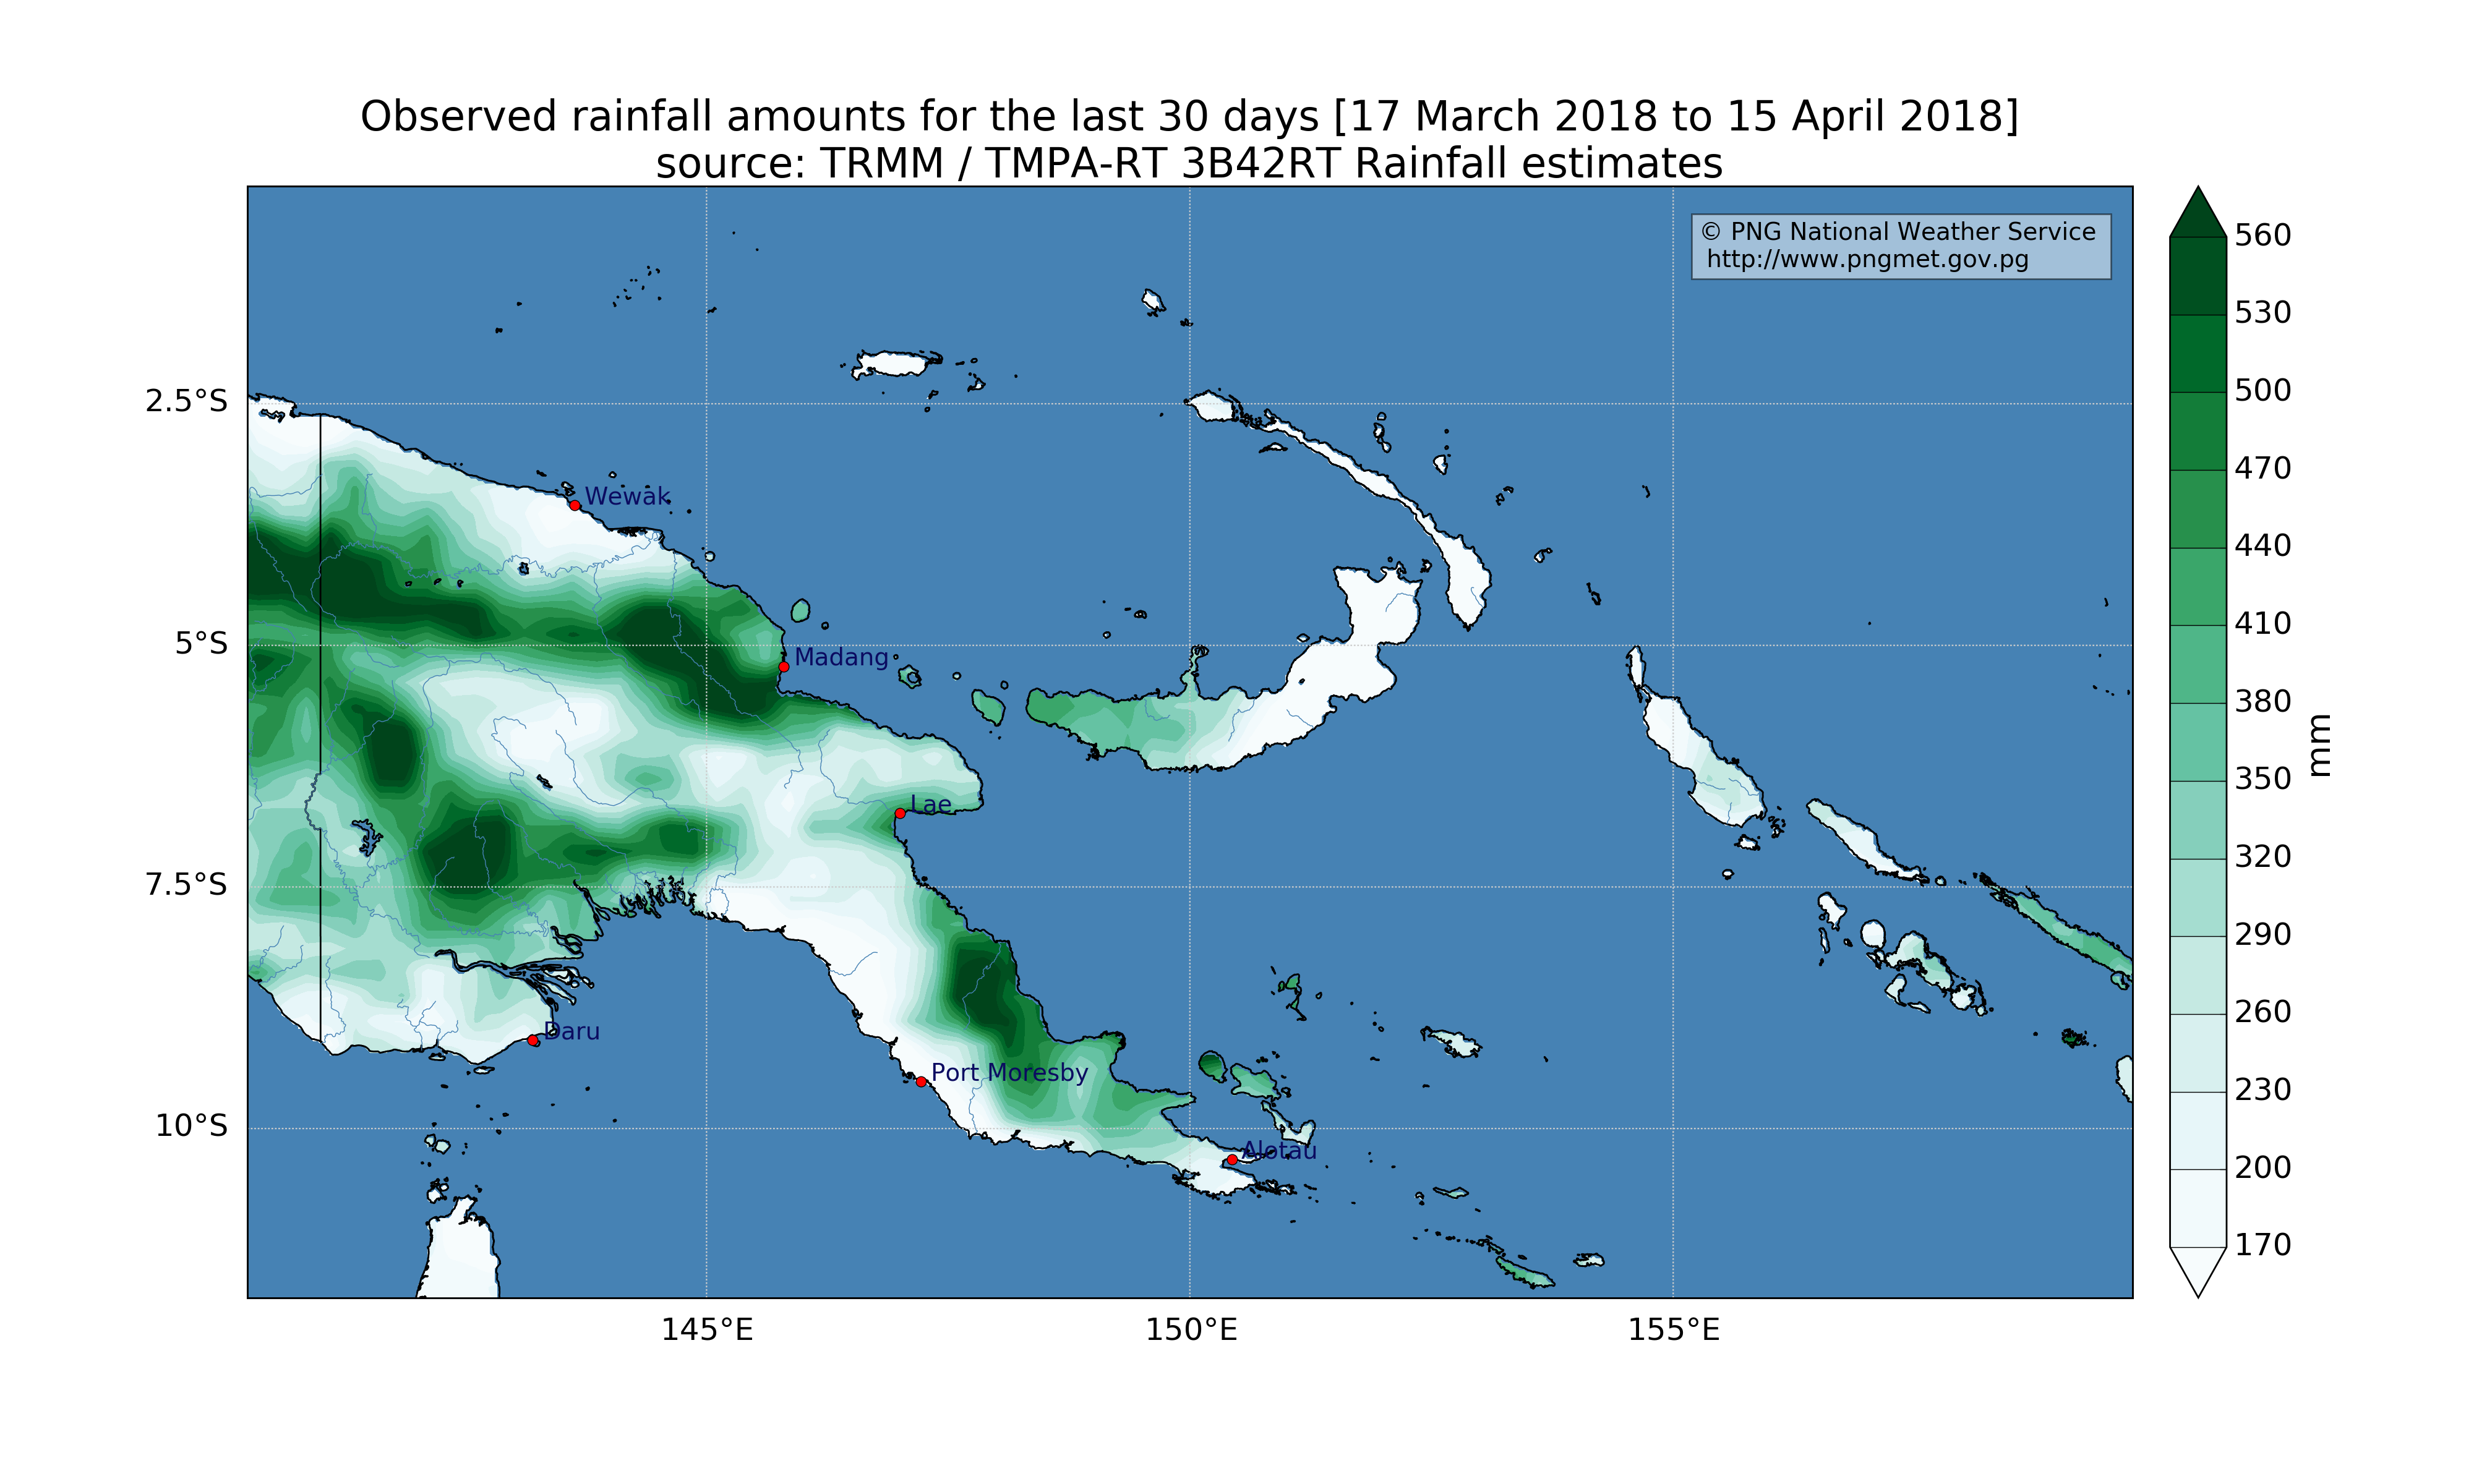 Observed rainfall amounts for the last 30 days [17 March 2018 to 15 April 2018]
source: TRMM / TMPA-RT 3B42RT Rainfall estimates
© PNG National Weather Service
http://www.pngmet.gov.pg
560
530
500
470
440
410
380
350
320
290
260
230
200
170
mm
2.5°S
5°S
7.5°S
10°S
Wewak
Madang
Lae
Daru
Port Moresby
Alotau
145°E
150°E
155°E